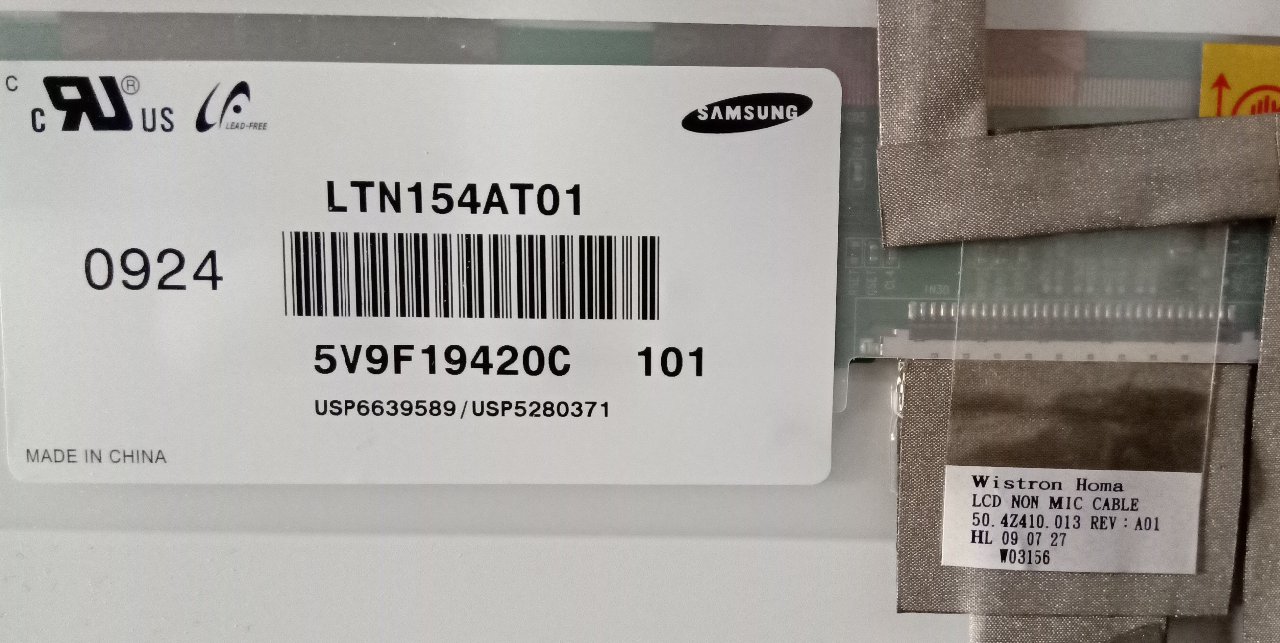 C
c RU ® US
LEAD-FREE
SAMSUNG
LTN154AT01
0924
5V9F19420C 101
USP6639589/USP5280371
MADE IN CHINA
Wistron Homa
LCD NON MIC CABLE
50.4Z410.013 REV:A01
HL 09 07 27
W03156